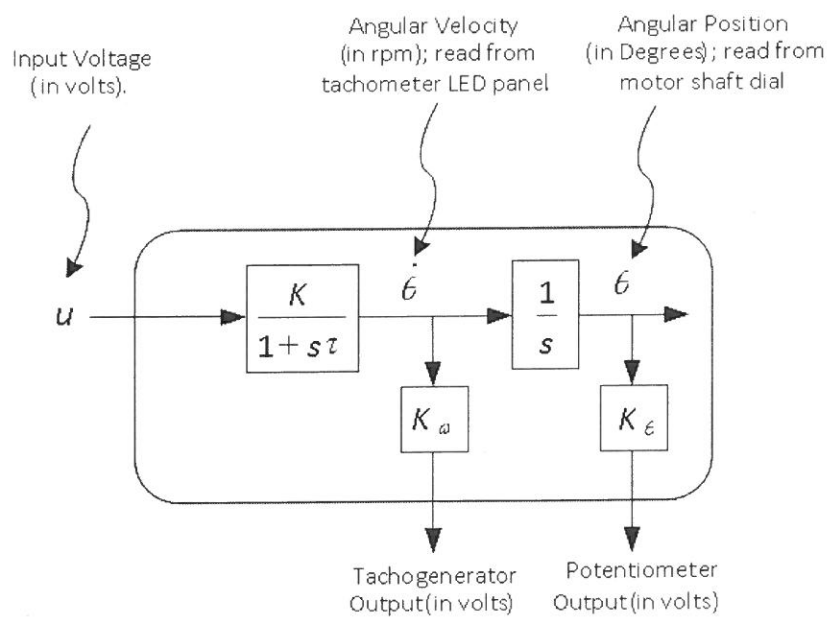 Input Voltage
(in volts).
Angular Velocity
(in rpm); read from
tachometer LED panel
Angular Position
(in Degrees); read from
motor shaft dial
u
K
1+sτ
θ̇
1
s
θ
K ω
K θ
Tachogenerator
Output(in volts)
Potentiometer
Output(in volts)